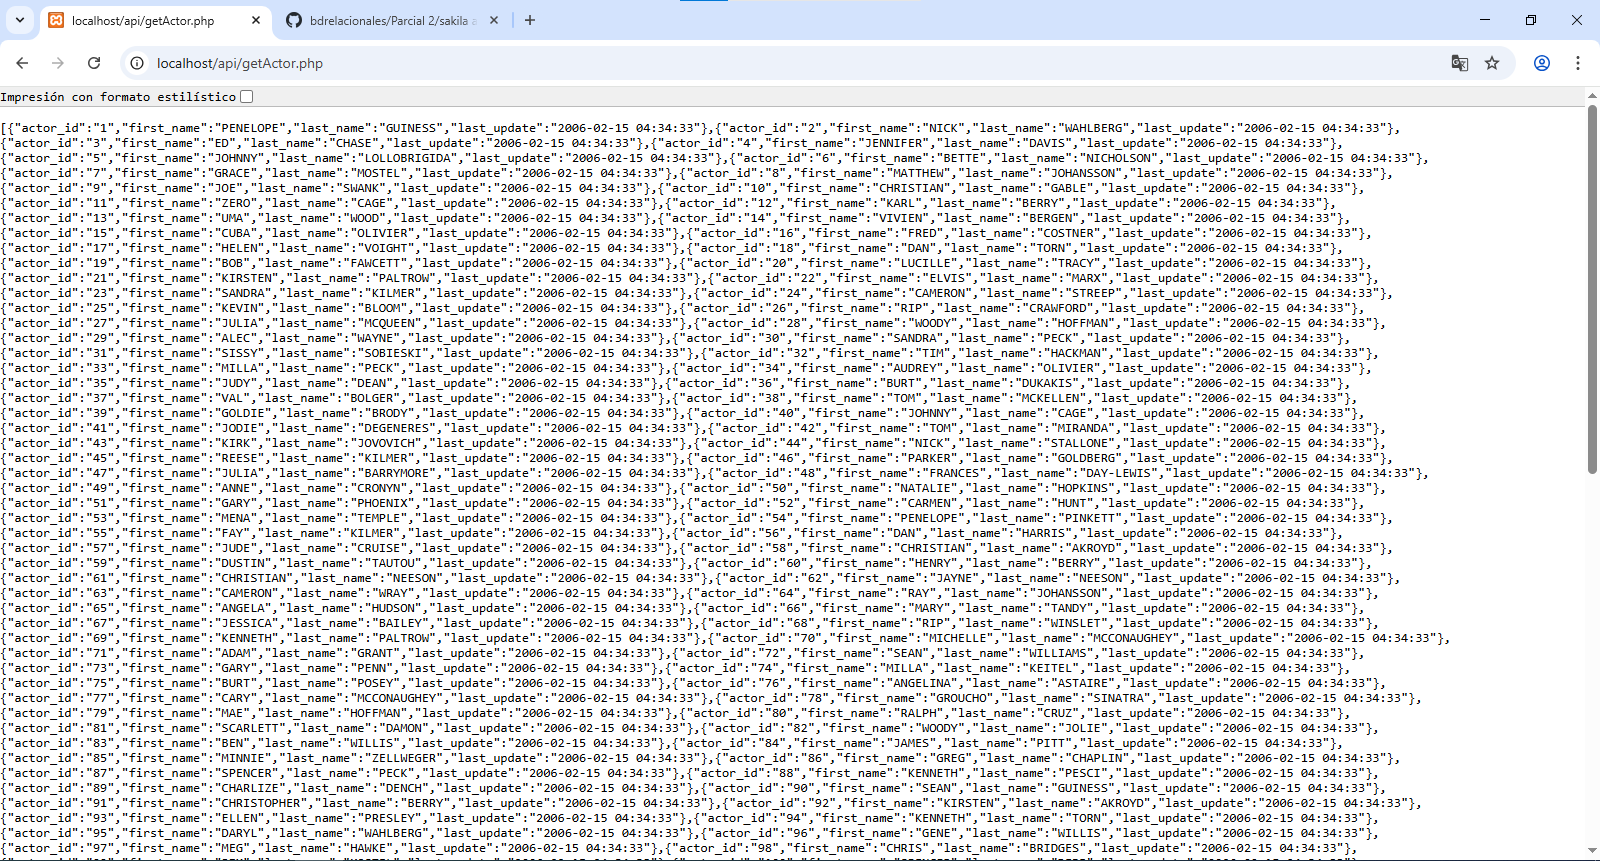 localhost/api/getActor.php
bdrelacionales/Parcial 2/sakila a
localhost/api/getActor.php
Impresión con formato estilístico
[{"actor_id":"1","first_name":"PENELOPE","last_name":"GUINESS","last_update":"2006-02-15 04:34:33"},{"actor_id":"2","first_name":"NICK","last_name":"WAHLBERG","last_update":"2006-02-15 04:34:33"},
{"actor_id":"3","first_name":"ED","last_name":"CHASE","last_update":"2006-02-15 04:34:33"},{"actor_id":"4","first_name":"JENNIFER","last_name":"DAVIS","last_update":"2006-02-15 04:34:33"},
{"actor_id":"5","first_name":"JOHNNY","last_name":"LOLLOBRIGIDA","last_update":"2006-02-15 04:34:33"},{"actor_id":"6","first_name":"BETTE","last_name":"NICHOLSON","last_update":"2006-02-15 04:34:33"},
{"actor_id":"7","first_name":"GRACE","last_name":"MOSTEL","last_update":"2006-02-15 04:34:33"},{"actor_id":"8","first_name":"MATTHEW","last_name":"JOHANSSON","last_update":"2006-02-15 04:34:33"},
{"actor_id":"9","first_name":"JOE","last_name":"SWANK","last_update":"2006-02-15 04:34:33"},{"actor_id":"10","first_name":"CHRISTIAN","last_name":"GABLE","last_update":"2006-02-15 04:34:33"},
{"actor_id":"11","first_name":"ZERO","last_name":"CAGE","last_update":"2006-02-15 04:34:33"},{"actor_id":"12","first_name":"KARL","last_name":"BERRY","last_update":"2006-02-15 04:34:33"},
{"actor_id":"13","first_name":"UMA","last_name":"WOOD","last_update":"2006-02-15 04:34:33"},{"actor_id":"14","first_name":"VIVIEN","last_name":"BERGEN","last_update":"2006-02-15 04:34:33"},
{"actor_id":"15","first_name":"CUBA","last_name":"OLIVIER","last_update":"2006-02-15 04:34:33"},{"actor_id":"16","first_name":"FRED","last_name":"COSTNER","last_update":"2006-02-15 04:34:33"},
{"actor_id":"17","first_name":"HELEN","last_name":"VOIGHT","last_update":"2006-02-15 04:34:33"},{"actor_id":"18","first_name":"DAN","last_name":"TORN","last_update":"2006-02-15 04:34:33"},
{"actor_id":"19","first_name":"BOB","last_name":"FAWCETT","last_update":"2006-02-15 04:34:33"},{"actor_id":"20","first_name":"LUCILLE","last_name":"TRACY","last_update":"2006-02-15 04:34:33"},
{"actor_id":"21","first_name":"KIRSTEN","last_name":"PALTROW","last_update":"2006-02-15 04:34:33"},{"actor_id":"22","first_name":"ELVIS","last_name":"MARX","last_update":"2006-02-15 04:34:33"},
{"actor_id":"23","first_name":"SANDRA","last_name":"KILMER","last_update":"2006-02-15 04:34:33"},{"actor_id":"24","first_name":"CAMERON","last_name":"STREEP","last_update":"2006-02-15 04:34:33"},
{"actor_id":"25","first_name":"KEVIN","last_name":"BLOOM","last_update":"2006-02-15 04:34:33"},{"actor_id":"26","first_name":"RIP","last_name":"CRAWFORD","last_update":"2006-02-15 04:34:33"},
{"actor_id":"27","first_name":"JULIA","last_name":"MCQUEEN","last_update":"2006-02-15 04:34:33"},{"actor_id":"28","first_name":"WOODY","last_name":"HOFFMAN","last_update":"2006-02-15 04:34:33"},
{"actor_id":"29","first_name":"ALEC","last_name":"WAYNE","last_update":"2006-02-15 04:34:33"},{"actor_id":"30","first_name":"SANDRA","last_name":"PECK","last_update":"2006-02-15 04:34:33"},
{"actor_id":"31","first_name":"SISSY","last_name":"SOBIESKI","last_update":"2006-02-15 04:34:33"},{"actor_id":"32","first_name":"TIM","last_name":"HACKMAN","last_update":"2006-02-15 04:34:33"},
{"actor_id":"33","first_name":"MILLA","last_name":"PECK","last_update":"2006-02-15 04:34:33"},{"actor_id":"34","first_name":"AUDREY","last_name":"OLIVIER","last_update":"2006-02-15 04:34:33"},
{"actor_id":"35","first_name":"JUDY","last_name":"DEAN","last_update":"2006-02-15 04:34:33"},{"actor_id":"36","first_name":"BURT","last_name":"DUKAKIS","last_update":"2006-02-15 04:34:33"},
{"actor_id":"37","first_name":"VAL","last_name":"BOLGER","last_update":"2006-02-15 04:34:33"},{"actor_id":"38","first_name":"TOM","last_name":"MCKELLEN","last_update":"2006-02-15 04:34:33"},
{"actor_id":"39","first_name":"GOLDIE","last_name":"BRODY","last_update":"2006-02-15 04:34:33"},{"actor_id":"40","first_name":"JOHNNY","last_name":"CAGE","last_update":"2006-02-15 04:34:33"},
{"actor_id":"41","first_name":"JODIE","last_name":"DEGENERES","last_update":"2006-02-15 04:34:33"},{"actor_id":"42","first_name":"TOM","last_name":"MIRANDA","last_update":"2006-02-15 04:34:33"},
{"actor_id":"43","first_name":"KIRK","last_name":"JOVOVICH","last_update":"2006-02-15 04:34:33"},{"actor_id":"44","first_name":"NICK","last_name":"STALLONE","last_update":"2006-02-15 04:34:33"},
{"actor_id":"45","first_name":"REESE","last_name":"KILMER","last_update":"2006-02-15 04:34:33"},{"actor_id":"46","first_name":"PARKER","last_name":"GOLDBERG","last_update":"2006-02-15 04:34:33"},
{"actor_id":"47","first_name":"JULIA","last_name":"BARRYMORE","last_update":"2006-02-15 04:34:33"},{"actor_id":"48","first_name":"FRANCES","last_name":"DAY-LEWIS","last_update":"2006-02-15 04:34:33"},
{"actor_id":"49","first_name":"ANNE","last_name":"CRONYN","last_update":"2006-02-15 04:34:33"},{"actor_id":"50","first_name":"NATALIE","last_name":"HOPKINS","last_update":"2006-02-15 04:34:33"},
{"actor_id":"51","first_name":"GARY","last_name":"PHOENIX","last_update":"2006-02-15 04:34:33"},{"actor_id":"52","first_name":"CARMEN","last_name":"HUNT","last_update":"2006-02-15 04:34:33"},
{"actor_id":"53","first_name":"MENA","last_name":"TEMPLE","last_update":"2006-02-15 04:34:33"},{"actor_id":"54","first_name":"PENELOPE","last_name":"PINKETT","last_update":"2006-02-15 04:34:33"},
{"actor_id":"55","first_name":"FAY","last_name":"KILMER","last_update":"2006-02-15 04:34:33"},{"actor_id":"56","first_name":"DAN","last_name":"HARRIS","last_update":"2006-02-15 04:34:33"},
{"actor_id":"57","first_name":"JUDE","last_name":"CRUISE","last_update":"2006-02-15 04:34:33"},{"actor_id":"58","first_name":"CHRISTIAN","last_name":"AKROYD","last_update":"2006-02-15 04:34:33"},
{"actor_id":"59","first_name":"DUSTIN","last_name":"TAUTOU","last_update":"2006-02-15 04:34:33"},{"actor_id":"60","first_name":"HENRY","last_name":"BERRY","last_update":"2006-02-15 04:34:33"},
{"actor_id":"61","first_name":"CHRISTIAN","last_name":"NEESON","last_update":"2006-02-15 04:34:33"},{"actor_id":"62","first_name":"JAYNE","last_name":"NEESON","last_update":"2006-02-15 04:34:33"},
{"actor_id":"63","first_name":"CAMERON","last_name":"WRAY","last_update":"2006-02-15 04:34:33"},{"actor_id":"64","first_name":"RAY","last_name":"JOHANSSON","last_update":"2006-02-15 04:34:33"},
{"actor_id":"65","first_name":"ANGELA","last_name":"HUDSON","last_update":"2006-02-15 04:34:33"},{"actor_id":"66","first_name":"MARY","last_name":"TANDY","last_update":"2006-02-15 04:34:33"},
{"actor_id":"67","first_name":"JESSICA","last_name":"BAILEY","last_update":"2006-02-15 04:34:33"},{"actor_id":"68","first_name":"RIP","last_name":"WINSLET","last_update":"2006-02-15 04:34:33"},
{"actor_id":"69","first_name":"KENNETH","last_name":"PALTROW","last_update":"2006-02-15 04:34:33"},{"actor_id":"70","first_name":"MICHELLE","last_name":"MCCONAUGHEY","last_update":"2006-02-15 04:34:33"},
{"actor_id":"71","first_name":"ADAM","last_name":"GRANT","last_update":"2006-02-15 04:34:33"},{"actor_id":"72","first_name":"SEAN","last_name":"WILLIAMS","last_update":"2006-02-15 04:34:33"},
{"actor_id":"73","first_name":"GARY","last_name":"PENN","last_update":"2006-02-15 04:34:33"},{"actor_id":"74","first_name":"MILLA","last_name":"KEITEL","last_update":"2006-02-15 04:34:33"},
{"actor_id":"75","first_name":"BURT","last_name":"POSEY","last_update":"2006-02-15 04:34:33"},{"actor_id":"76","first_name":"ANGELINA","last_name":"ASTAIRE","last_update":"2006-02-15 04:34:33"},
{"actor_id":"77","first_name":"CARY","last_name":"MCCONAUGHEY","last_update":"2006-02-15 04:34:33"},{"actor_id":"78","first_name":"GROUCHO","last_name":"SINATRA","last_update":"2006-02-15 04:34:33"},
{"actor_id":"79","first_name":"MAE","last_name":"HOFFMAN","last_update":"2006-02-15 04:34:33"},{"actor_id":"80","first_name":"RALPH","last_name":"CRUZ","last_update":"2006-02-15 04:34:33"},
{"actor_id":"81","first_name":"SCARLETT","last_name":"DAMON","last_update":"2006-02-15 04:34:33"},{"actor_id":"82","first_name":"WOODY","last_name":"JOLIE","last_update":"2006-02-15 04:34:33"},
{"actor_id":"83","first_name":"BEN","last_name":"WILLIS","last_update":"2006-02-15 04:34:33"},{"actor_id":"84","first_name":"JAMES","last_name":"PITT","last_update":"2006-02-15 04:34:33"},
{"actor_id":"85","first_name":"MINNIE","last_name":"ZELLWEGER","last_update":"2006-02-15 04:34:33"},{"actor_id":"86","first_name":"GREG","last_name":"CHAPLIN","last_update":"2006-02-15 04:34:33"},
{"actor_id":"87","first_name":"SPENCER","last_name":"PECK","last_update":"2006-02-15 04:34:33"},{"actor_id":"88","first_name":"KENNETH","last_name":"PESCI","last_update":"2006-02-15 04:34:33"},
{"actor_id":"89","first_name":"CHARLIZE","last_name":"DENCH","last_update":"2006-02-15 04:34:33"},{"actor_id":"90","first_name":"SEAN","last_name":"GUINESS","last_update":"2006-02-15 04:34:33"},
{"actor_id":"91","first_name":"CHRISTOPHER","last_name":"BERRY","last_update":"2006-02-15 04:34:33"},{"actor_id":"92","first_name":"KIRSTEN","last_name":"AKROYD","last_update":"2006-02-15 04:34:33"},
{"actor_id":"93","first_name":"ELLEN","last_name":"PRESLEY","last_update":"2006-02-15 04:34:33"},{"actor_id":"94","first_name":"KENNETH","last_name":"TORN","last_update":"2006-02-15 04:34:33"},
{"actor_id":"95","first_name":"DARYL","last_name":"WAHLBERG","last_update":"2006-02-15 04:34:33"},{"actor_id":"96","first_name":"GENE","last_name":"WILLIS","last_update":"2006-02-15 04:34:33"},
{"actor_id":"97","first_name":"MEG","last_name":"HAWKE","last_update":"2006-02-15 04:34:33"},{"actor_id":"98","first_name":"CHRIS","last_name":"BRIDGES","last_update":"2006-02-15 04:34:33"},